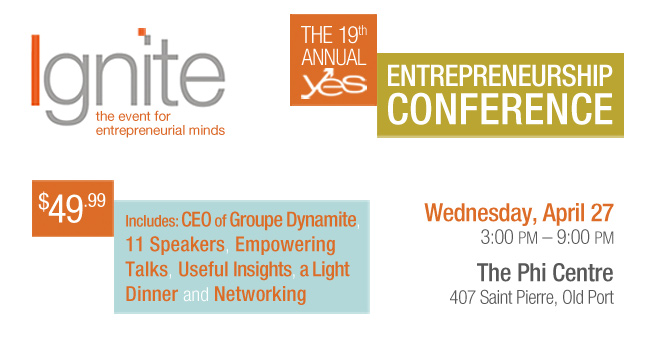 Ignite
the event for
entrepreneurial minds
THE 19th
ANNUAL
yes
ENTREPRENEURSHIP
CONFERENCE
$49.99
Includes: CEO of Groupe Dynamite,
11 Speakers, Empowering
Talks, Useful Insights, a Light
Dinner and Networking
Wednesday, April 27
3:00 PM – 9:00 PM
The Phi Centre
407 Saint Pierre, Old Port